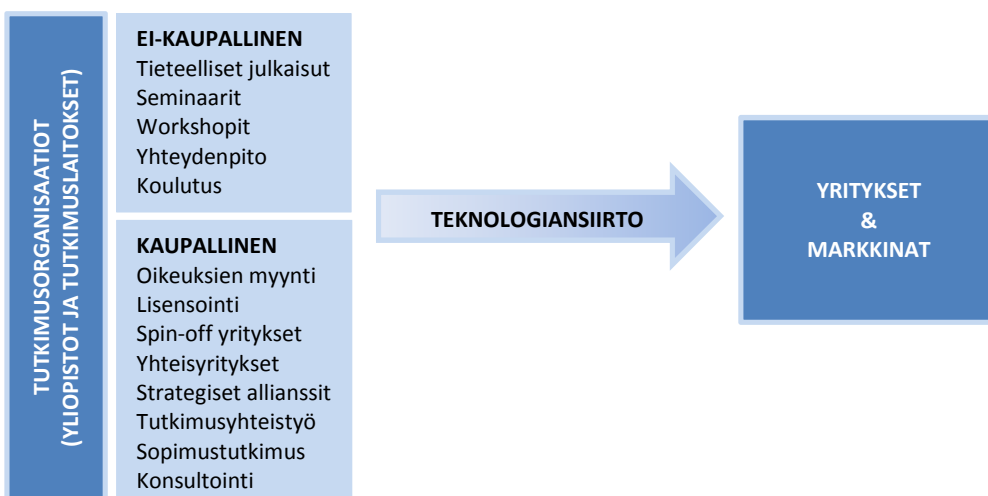 TUTKIMUSORGANISAATIOT
(YLIOPISTOT JA TUTKIMUSLAITOKSET)
EI-KAUPALLINEN
Tieteelliset julkaisut
Seminaarit
Workshopit
Yhteydenpito
Koulutus
KAUPALLINEN
Oikeuksien myynti
Lisensointi
Spin-off yritykset
Yhteisyritykset
Strategiset allianssit
Tutkimusyhteistyö
Sopimustutkimus
Konsultointi
TEKNOLOGIANSIIRTO
YRITYKSET
&
MARKKINAT